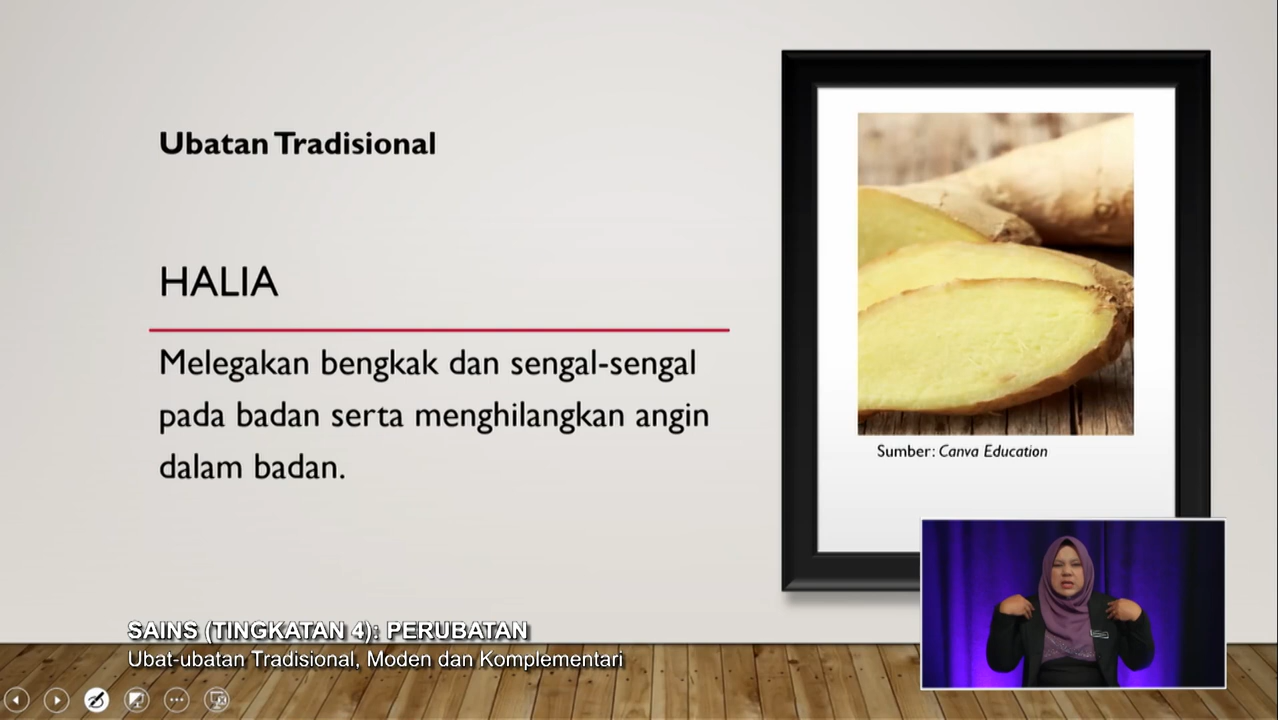 Ubatan Tradisional
HALIA
Melegakan bengkak dan sengal-sengal
pada badan serta menghilangkan angin
dalam badan.
Sumber: Canva Education
SAINS (TINGKATAN 4): PERUBATAN
Ubat-ubatan Tradisional, Moden dan Komplementari